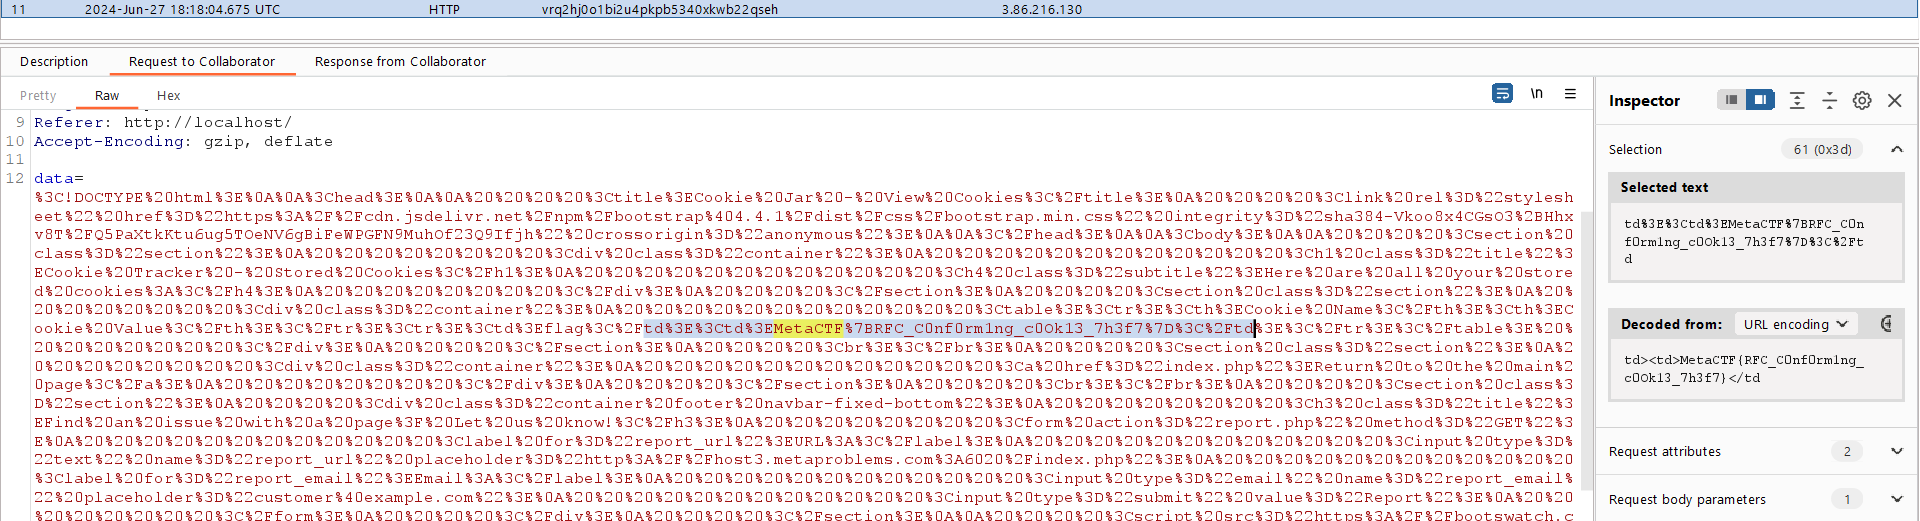 11 2024-Jun-27 18:18:04.675 UTC HTTP vrq2hj0o1bi2u4pkpb5340xkwb22qseh 3.86.216.130
Description Request to Collaborator Response from Collaborator
Pretty Raw Hex \n
9 Referer: http://localhost/
10 Accept-Encoding: gzip, deflate
11
12 data=
%3C!DOCTYPE%20html%3E%0A%0A%3Chead%3E%0A%0A%20%20%20%20%3Ctitle%3ECookie%20Jar%20-%20View%20Cookies%3C%2Ftitle%3E%0A%20%20%20%20%3Clink%20rel%3D%22stylesh
eet%22%20href%3D%22https%3A%2F%2Fcdn.jsdelivr.net%2Fnpm%2Fbootstrap%404.4.1%2Fdist%2Fcss%2Fbootstrap.min.css%22%20integrity%3D%22sha384-Vkoo8x4CGsO3%2BHhx
v8T%2FQ5PaXtkKtu6ug5TOeNV6gBiFeWPGFN9MuhOf23Q9Ifjh%22%20crossorigin%3D%22anonymous%22%3E%0A%3C%2Fhead%3E%0A%3Cbody%3E%0A%20%20%20%20%3Csection%20
class%3D%22section%22%3E%0A%20%20%20%20%20%20%20%20%3Cdiv%20class%3D%22container%22%3E%0A%20%20%20%20%20%20%20%20%20%20%20%20%3Ch1%20class%3D%22title%22%3
ECookie%20Tracker%20-%20Stored%20Cookies%3C%2Fh1%3E%0A%20%20%20%20%20%20%20%20%20%20%20%20%3Ch4%20class%3D%22subtitle%22%3EHere%20are%20all%20your%20store
d%20cookies%3A%3C%2Fh4%3E%0A%20%20%20%20%20%20%20%20%3C%2Fdiv%3E%0A%20%20%20%20%3C%2Fsection%3E%0A%20%20%20%20%3Csection%20class%3D%22section%22%3E%0A%20%
20%20%20%20%20%20%20%3Cdiv%20class%3D%22container%22%3E%0A%20%20%20%20%20%20%20%20%20%20%20%20%3Ctable%3E%3Ctr%3E%3Cth%3ECookie%20Name%3C%2Fth%3E%3Cth%3EC
ookie%20Value%3C%2Fth%3E%3C%2Ftr%3E%3Ctr%3E%3Ctd%3Eflag%3C%2Ftd%3E%3Ctd%3EMetaCTF%7BRFC_C0nf0rm1ng_c0Ok13_7h3f7%7D%3C%2Ftd%3E%3C%2Ftr%3E%3C%2Ftable%3E%20%
20%20%20%20%20%20%20%3C%2Fdiv%3E%0A%20%20%20%20%3C%2Fsection%3E%0A%20%20%20%20%3Cbr%3E%3C%2Fbr%3E%0A%20%20%20%20%3Csection%20class%3D%22section%22%3E%0A%2
0%20%20%20%20%20%20%20%3Cdiv%20class%3D%22container%22%3E%0A%20%20%20%20%20%20%20%20%20%20%20%20%3Ca%20href%3D%22index.php%22%3EReturn%20to%20the%20main%2
0page%3C%2Fa%3E%0A%20%20%20%20%20%20%20%20%3C%2Fdiv%3E%0A%20%20%20%20%3C%2Fsection%3E%0A%20%20%20%20%3Cbr%3E%3C%2Fbr%3E%0A%20%20%20%20%3Csection%20class%3
D%22section%22%3E%0A%20%20%20%20%20%20%20%20%3Cdiv%20class%3D%22container%20footer%20navbar-fixed-bottom%22%3E%0A%20%20%20%20%20%20%20%20%3Ch3%20class%3D%22title%22%3
EFind%20an%20issue%20with%20a%20page%3F%20Let%20us%20know!%3C%2Fh3%3E%0A%20%20%20%20%20%20%20%20%20%20%20%20%3Cform%20action%3D%22report.php%22%20method%3D%22GET%22%3
E%0A%20%20%20%20%20%20%20%20%20%20%20%20%20%20%20%20%3Clabel%20for%3D%22report_url%22%3EURL%3A%3C%2Flabel%3E%0A%20%20%20%20%20%20%20%20%20%20%20%20%20%20%20%20%3Cinput%20type%3D%
22text%22%20name%3D%22report_url%22%20placeholder%3D%22http%3A%2F%2Fhost3.metaproblems.com%3A6020%2Findex.php%22%3E%0A%20%20%20%20%20%20%20%20%20%20%20%20%20%20%20%20
%3Clabel%20for%3D%22report_email%22%3EEmail%3A%3C%2Flabel%3E%0A%20%20%20%20%20%20%20%20%20%20%20%20%20%20%20%20%3Cinput%20type%3D%22email%22%20name%3D%22report_email%
22%20placeholder%3D%22customer%40example.com%22%3E%0A%20%20%20%20%20%20%20%20%20%20%20%20%20%20%20%20%3Cinput%20type%3D%22submit%22%20value%3D%22Report%22%3E%0A%20%20%20
%20%20%20%20%20%20%20%20%20%3C%2Fform%3E%0A%20%20%20%20%20%20%20%20%3C%2Fdiv%3E%0A%20%20%20%20%3C%2Fsection%3E%0A%20%20%20%20%3Cscript%20src%3D%22https%3A%2F%2Fbootswatch.c
Inspector
Selection 61 (0x3d)
Selected text
td%3E%3Ctd%3EMetaCTF%7BRFC_C0n
f0rm1ng_c0Ok13_7h3f7%7D%3C%2Ft
d
Decoded from: URL encoding
td><td>MetaCTF{RFC_C0nf0rm1ng_
c0Ok13_7h3f7}</td
Request attributes 2
Request body parameters 1